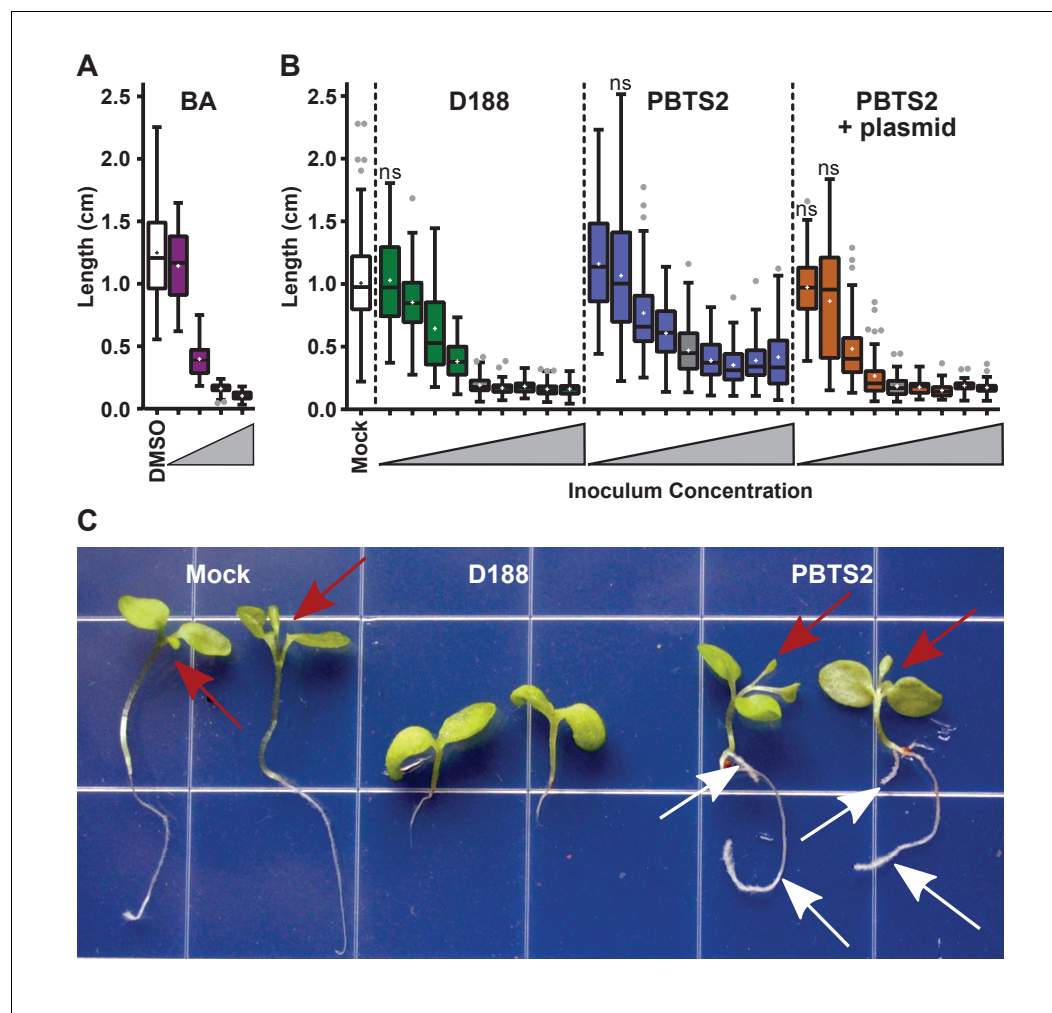 A
BA
Length (cm)
2.5
2.0
1.5
1.0
0.5
0.0
DMSO
B
D188
PBTS2
PBTS2
+ plasmid
Length (cm)
2.5
2.0
1.5
1.0
0.5
0.0
ns
ns
ns
ns
Mock
Inoculum Concentration
C
Mock
D188
PBTS2